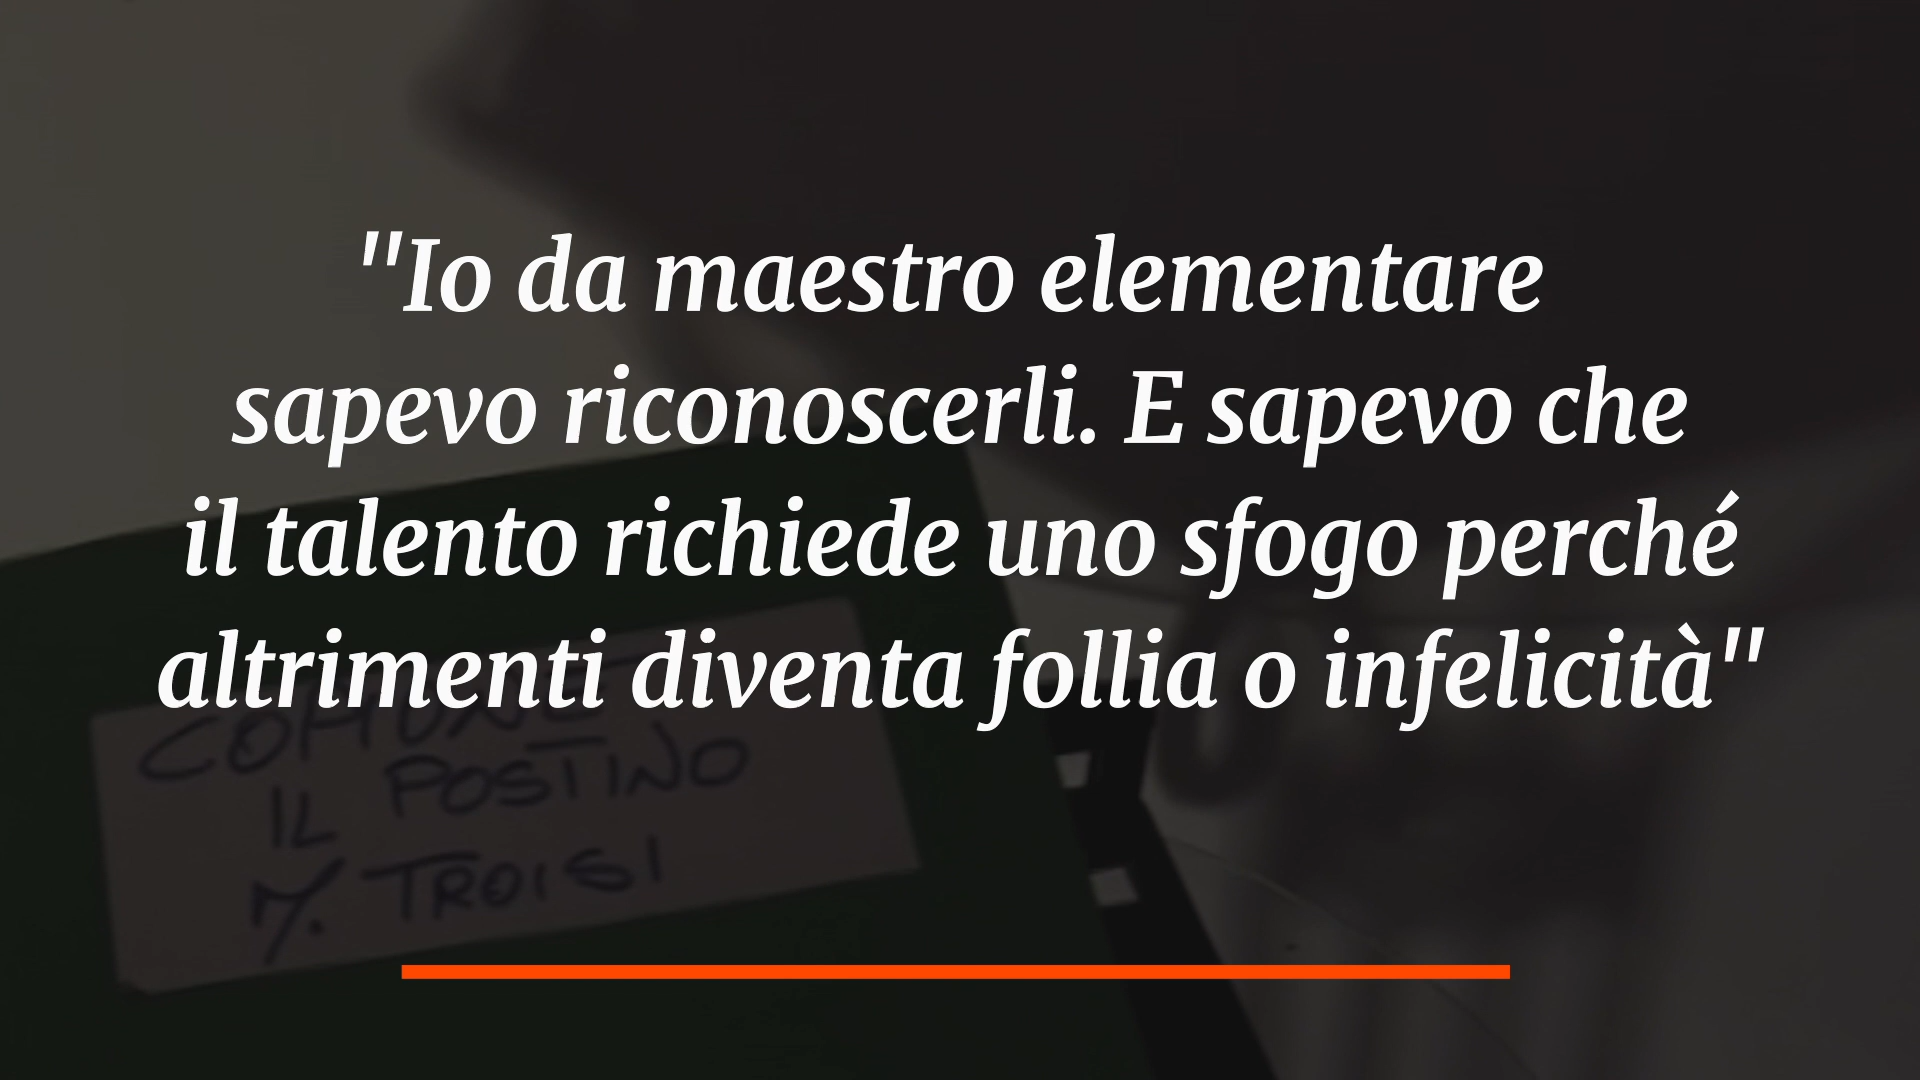 "Io da maestro elementare
sapevo riconoscerli. E sapevo che
il talento richiede uno sfogo perché
altrimenti diventa follia o infelicità"
COMUNE
IL POSTINO
M. TROISI